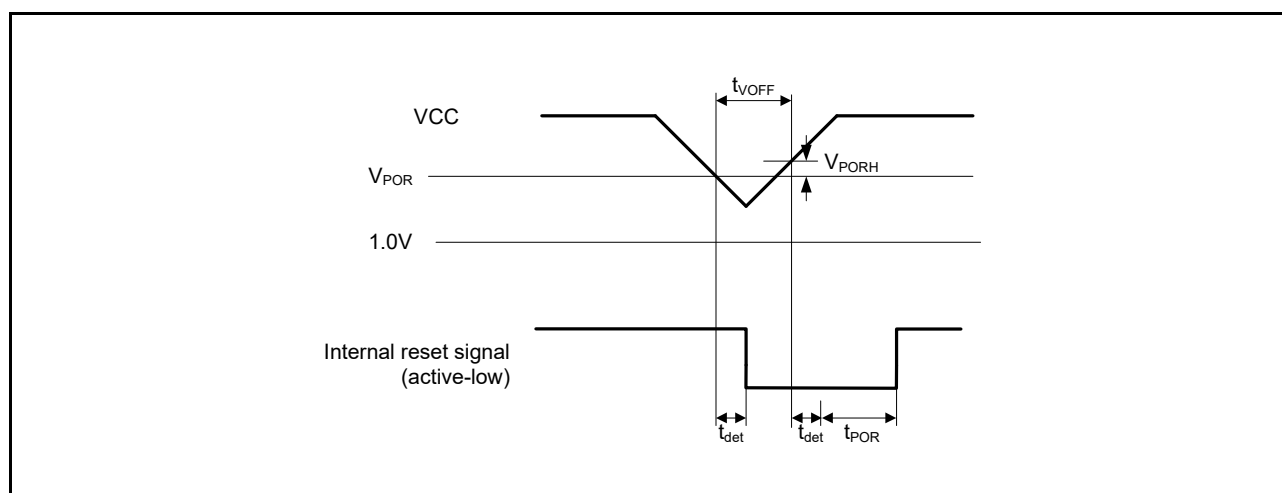 tVOFF
VCC
VPORH
VPOR
1.0V
Internal reset signal
(active-low)
tdet
tdet
tPOR